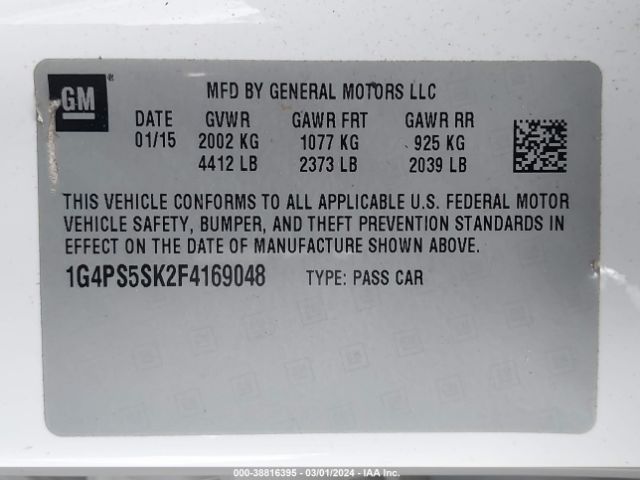 GM ®
MFD BY GENERAL MOTORS LLC
DATE GVWR GAWR FRT GAWR RR
01/15 2002 KG 1077 KG 925 KG
4412 LB 2373 LB 2039 LB
THIS VEHICLE CONFORMS TO ALL APPLICABLE U.S. FEDERAL MOTOR
VEHICLE SAFETY, BUMPER, AND THEFT PREVENTION STANDARDS IN
EFFECT ON THE DATE OF MANUFACTURE SHOWN ABOVE.
1G4PS5SK2F4169048 TYPE: PASS CAR
000-38816395 - 03/01/2024 - IAA Inc.